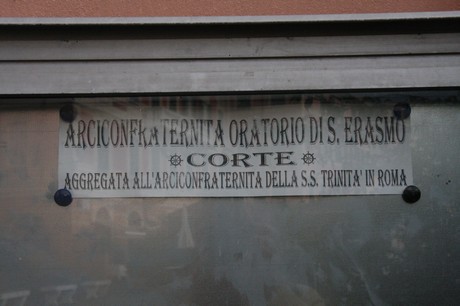 ARCICONFRATERNITA ORATORIO DI S. ERASMO
CORTE
AGGREGATA ALL'ARCICONFRATERNITA DELLA S.S. TRINITA' IN ROMA